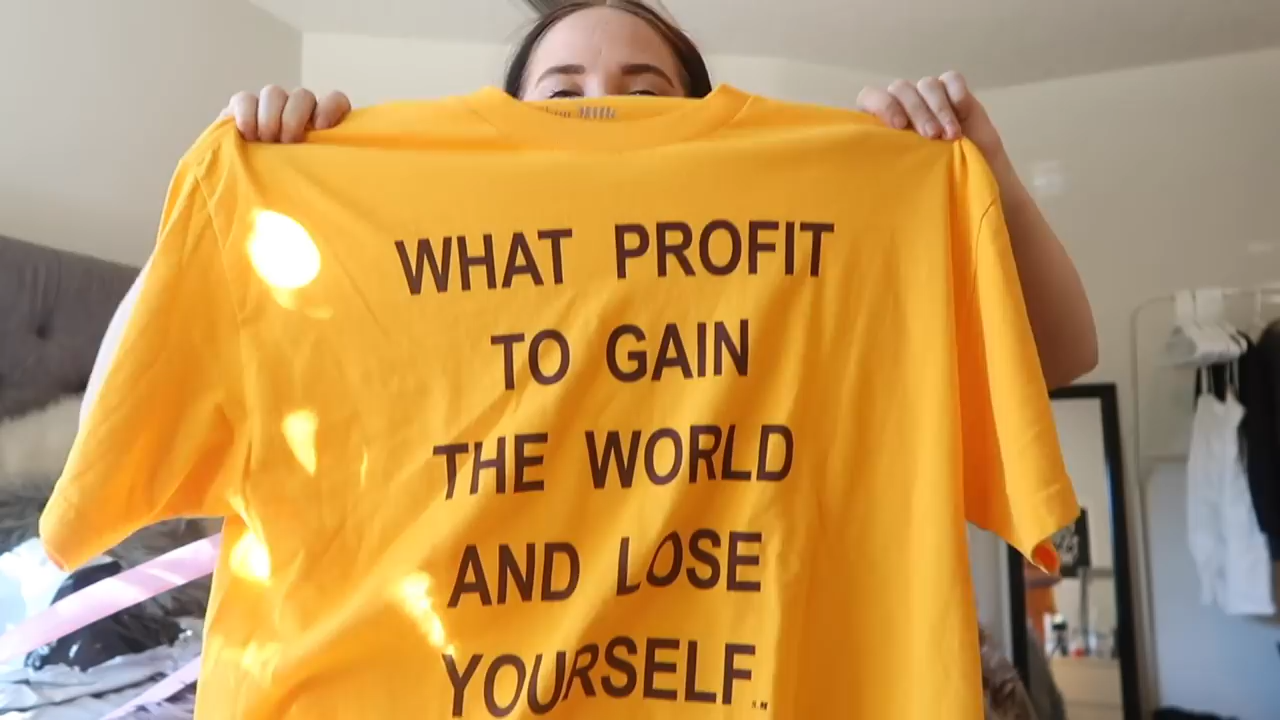 WHAT PROFIT
TO GAIN
THE WORLD
AND LOSE
YOURSELF